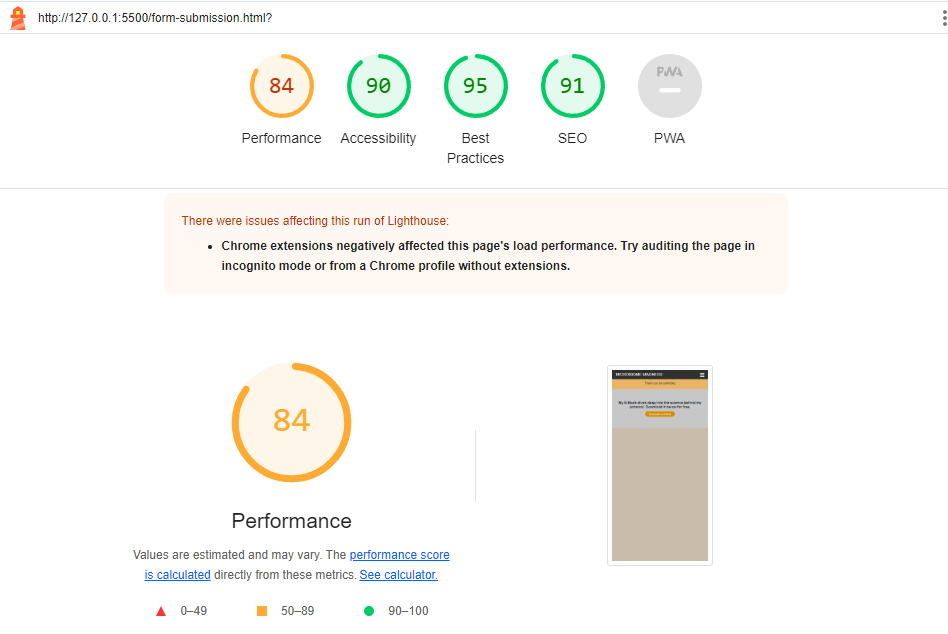 http://127.0.0.1:5500/form-submission.html?
84
90
95
91
PWA
Performance
Accessibility
Best
Practices
SEO
PWA
There were issues affecting this run of Lighthouse:
• Chrome extensions negatively affected this page's load performance. Try auditing the page in
incognito mode or from a Chrome profile without extensions.
84
Performance
Values are estimated and may vary. The performance score
is calculated directly from these metrics. See calculator.
0–49
50–89
90–100